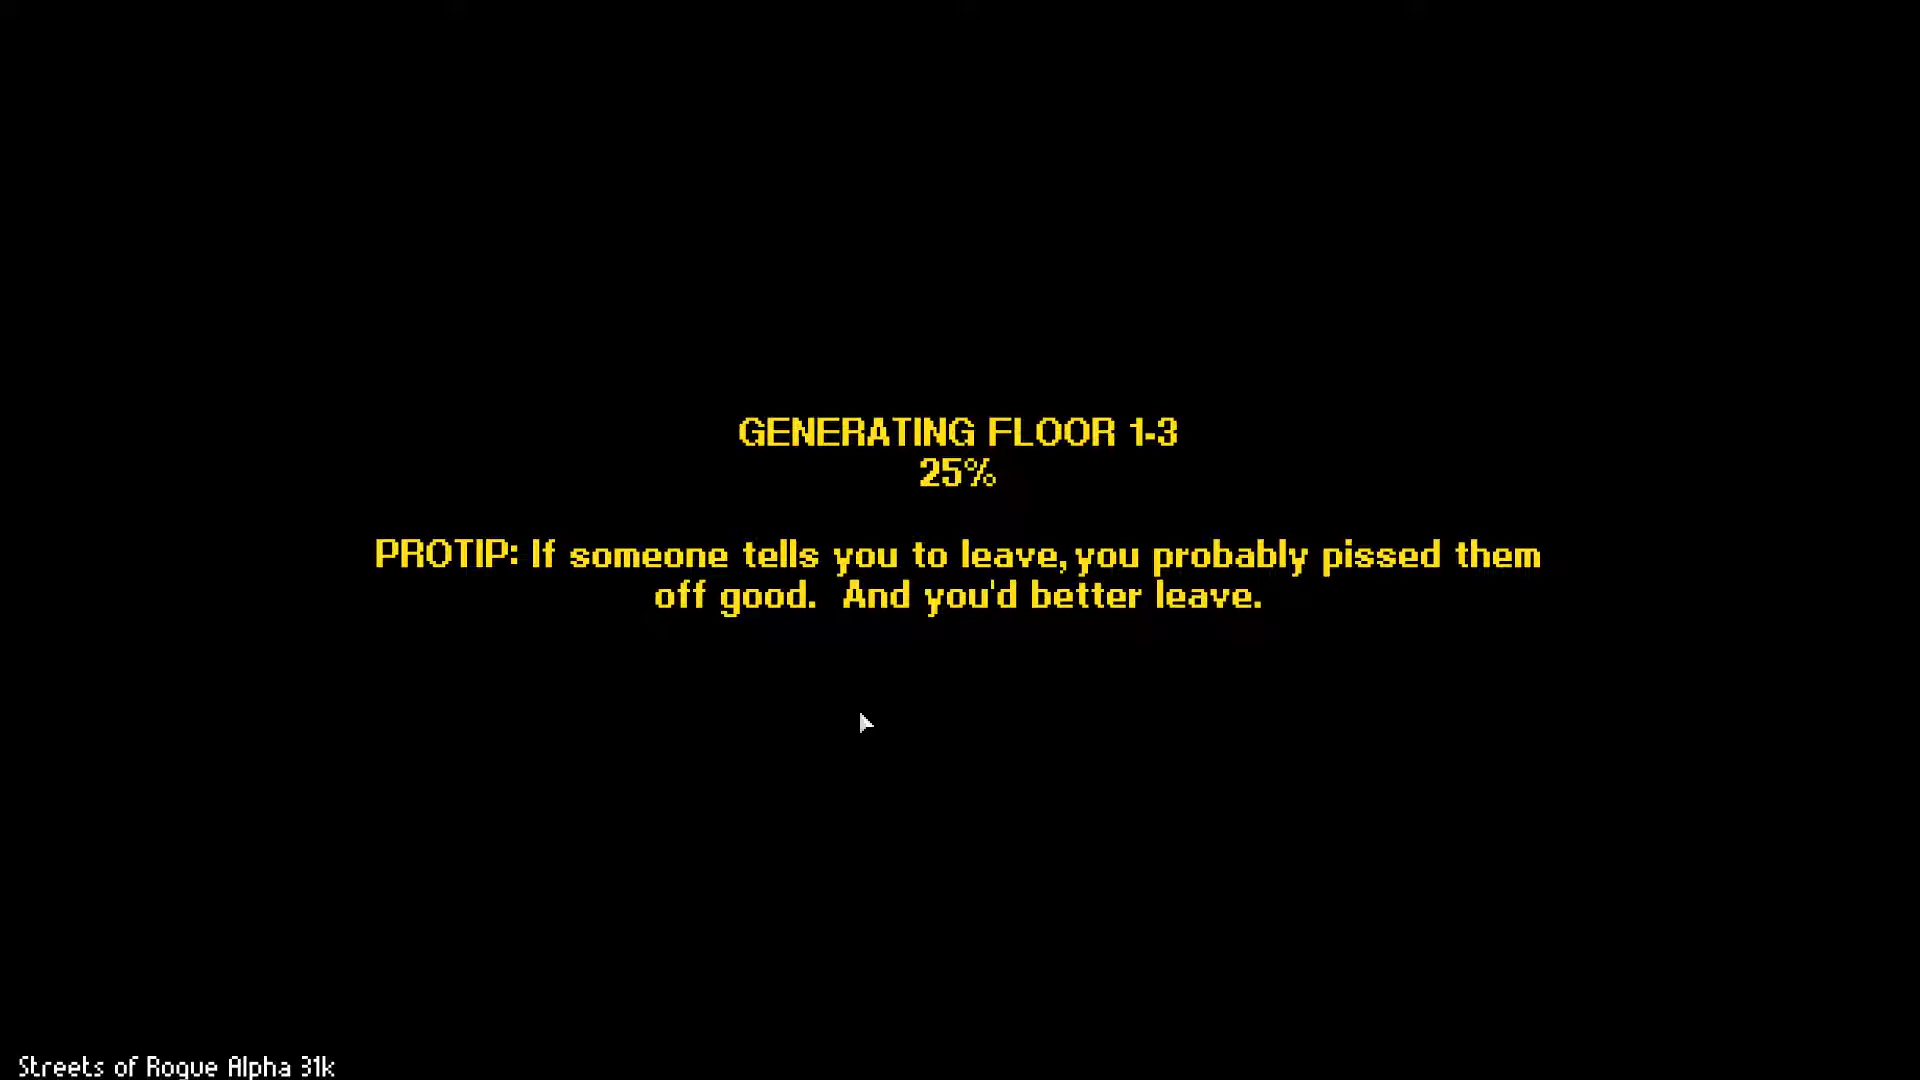 GENERATING FLOOR 1-3
25%
PROTIP: If someone tells you to leave, you probably pissed them
off good.  And you'd better leave.
Streets of Rogue Alpha 31k